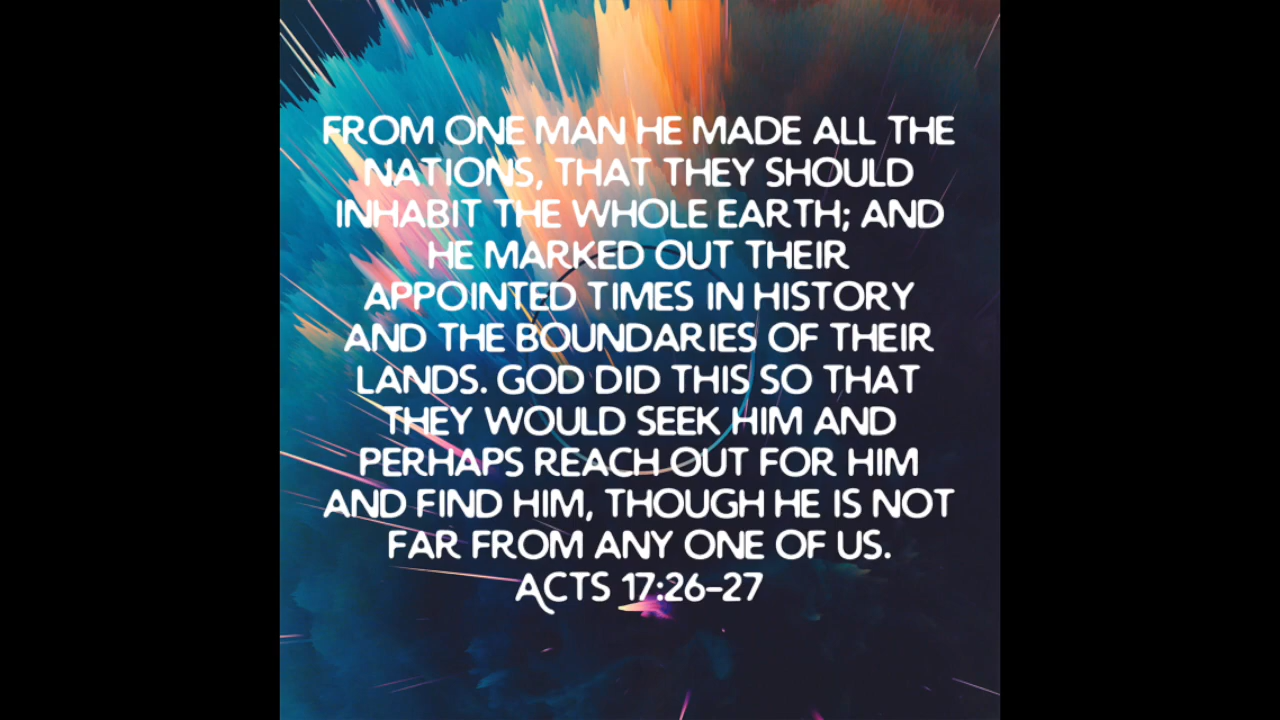 FROM ONE MAN HE MADE ALL THE
NATIONS, THAT THEY SHOULD
INHABIT THE WHOLE EARTH; AND
HE MARKED OUT THEIR
APPOINTED TIMES IN HISTORY
AND THE BOUNDARIES OF THEIR
LANDS. GOD DID THIS SO THAT
THEY WOULD SEEK HIM AND
PERHAPS REACH OUT FOR HIM
AND FIND HIM, THOUGH HE IS NOT
FAR FROM ANY ONE OF US.
ACTS 17:26-27